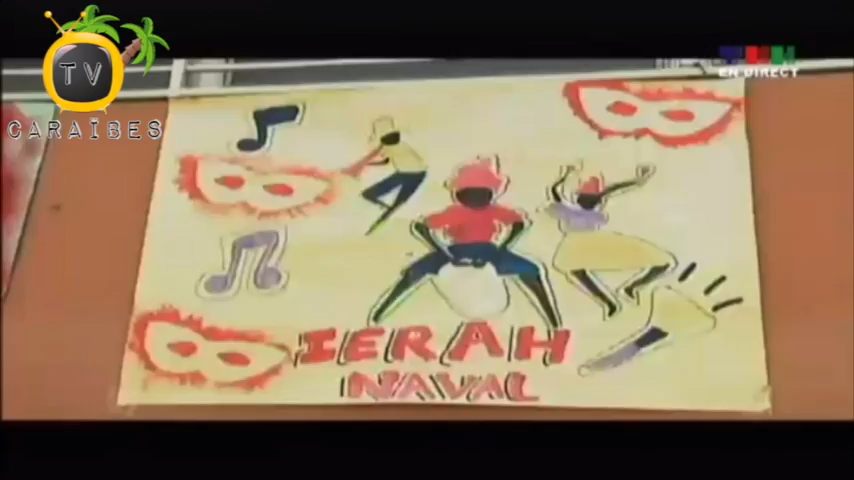 TV
CARAÏBES
EN DIRECT
IERAH
NAVAL